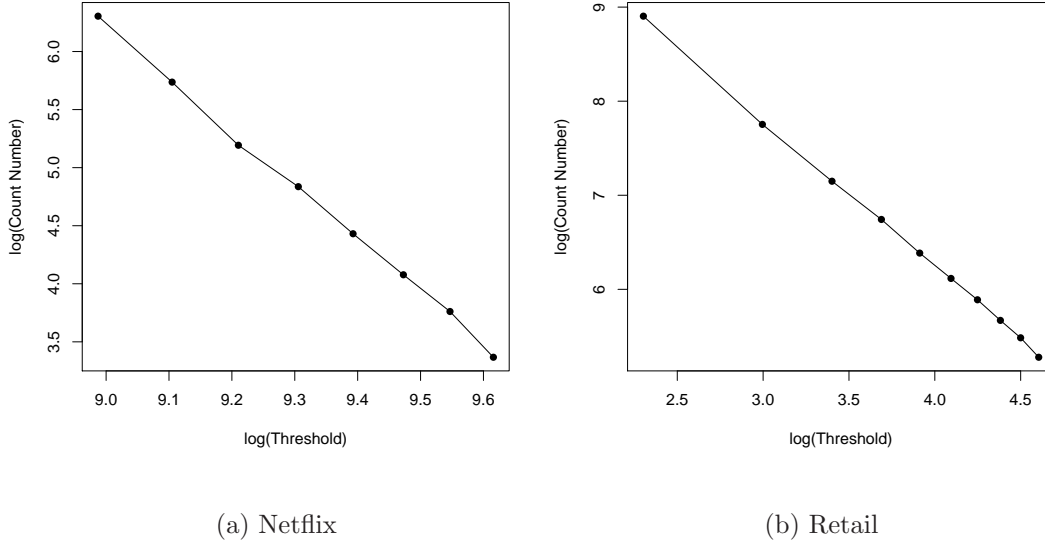 6.0
5.5
5.0
4.5
4.0
3.5
log(Count Number)
9.0 9.1 9.2 9.3 9.4 9.5 9.6
log(Threshold)
(a) Netflix
9
8
7
6
log(Count Number)
2.5 3.0 3.5 4.0 4.5
log(Threshold)
(b) Retail